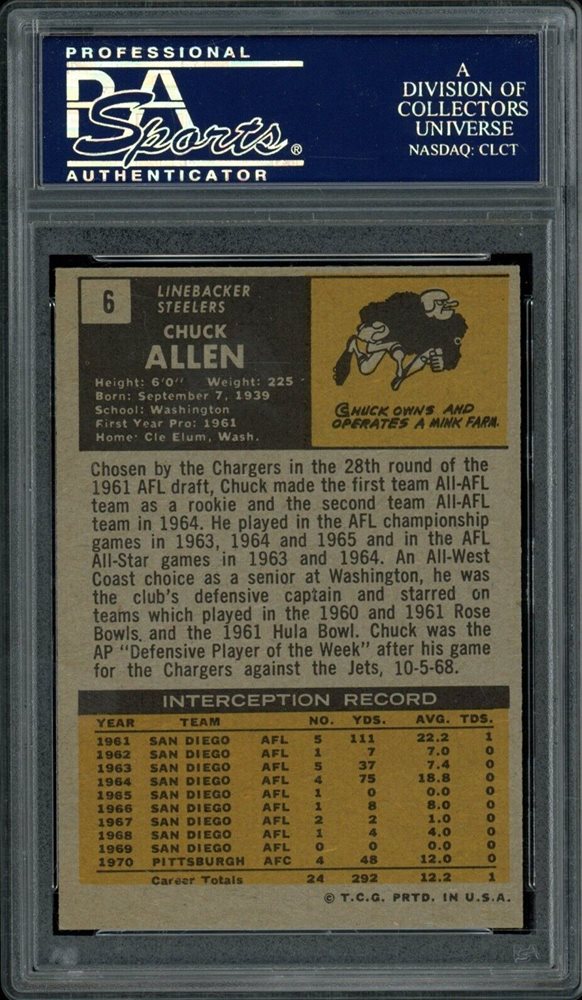 PROFESSIONAL
PSA
Sports®
AUTHENTICATOR
A
DIVISION OF
COLLECTORS
UNIVERSE
NASDAQ: CLCT
6
LINEBACKER
STEELERS
CHUCK
ALLEN
Height: 6'0" Weight: 225
Born: September 7, 1939
School: Washington
First Year Pro: 1961
Home: Cle Elum, Wash.
CHUCK OWNS AND
OPERATES A MINK FARM.
Chosen by the Chargers in the 28th round of the
1961 AFL draft, Chuck made the first team All-AFL
team as a rookie and the second team All-AFL
team in 1964. He played in the AFL championship
games in 1963, 1964 and 1965 and in the AFL
All-Star games in 1963 and 1964. An All-West
Coast choice as a senior at Washington, he was
the club's defensive captain and starred on
teams which played in the 1960 and 1961 Rose
Bowls and the 1961 Hula Bowl. Chuck was the
AP "Defensive Player of the Week" after his game
for the Chargers against the Jets, 10-5-68.
INTERCEPTION RECORD
YEAR TEAM NO. YDS. AVG. TDS.
1961 SAN DIEGO AFL 5 111 22.2 1
1962 SAN DIEGO AFL 1 7 7.0 0
1963 SAN DIEGO AFL 5 37 7.4 0
1964 SAN DIEGO AFL 4 75 18.8 0
1965 SAN DIEGO AFL 1 0 0.0 0
1966 SAN DIEGO AFL 1 8 8.0 0
1967 SAN DIEGO AFL 2 2 1.0 0
1968 SAN DIEGO AFL 1 4 4.0 0
1969 SAN DIEGO AFL 0 0 0.0 0
1970 PITTSBURGH AFC 4 48 12.0 0
Career Totals 24 292 12.2 1
© T.C.G. PRTD. IN U.S.A.